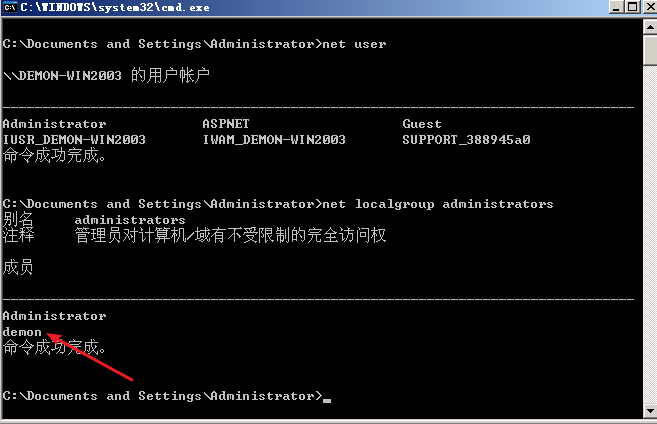 C:\WINDOWS\system32\cmd.exe
C:\Documents and Settings\Administrator>net user
\\DEMON-WIN2003 的用户帐户
-------------------------------------------------------------------------------
Administrator ASPNET Guest
IUSR_DEMON-WIN2003 IWAM_DEMON-WIN2003 SUPPORT_388945a0
命令成功完成。
C:\Documents and Settings\Administrator>net localgroup administrators
别名 administrators
注释 管理员对计算机/域有不受限制的完全访问权
成员
-------------------------------------------------------------------------------
Administrator
demon
命令成功完成。
C:\Documents and Settings\Administrator>_